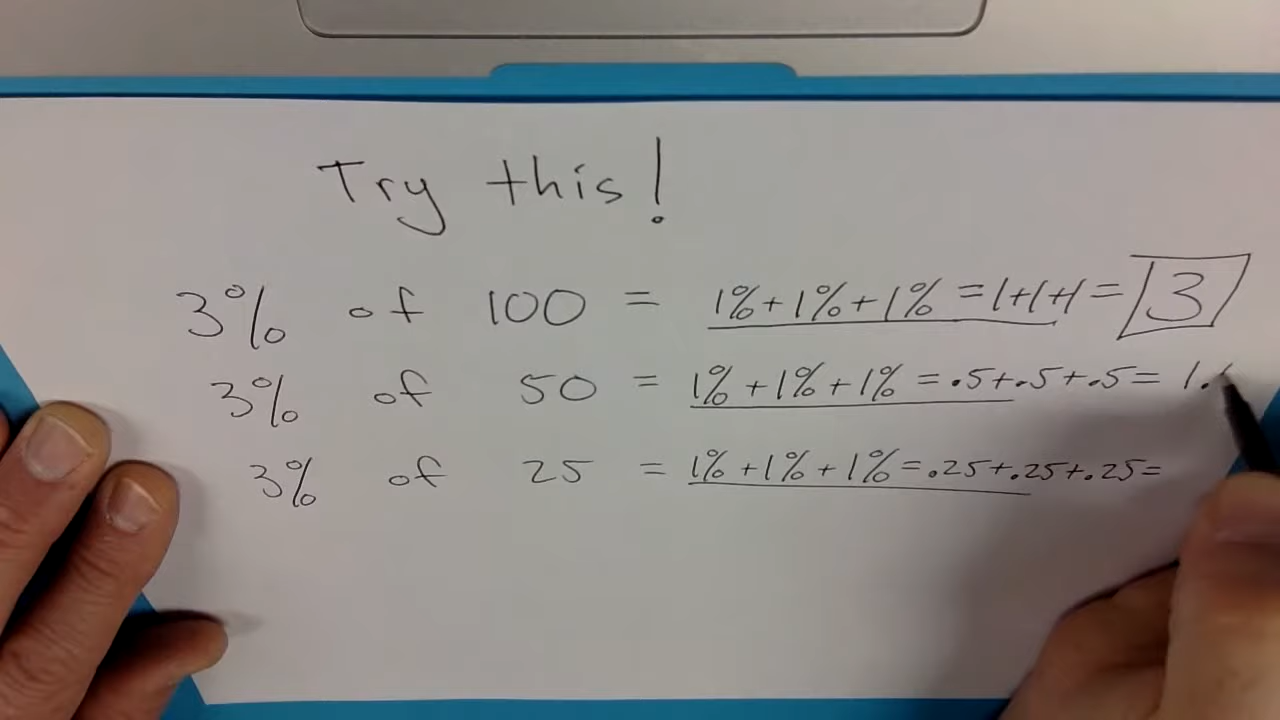 Try this!
3% of 100 = 1%+1%+1% = 1+1+1 = 3
3% of 50 = 1%+1%+1% = .5+.5+.5 = 1.
3% of 25 = 1%+1%+1% = .25+.25+.25 =